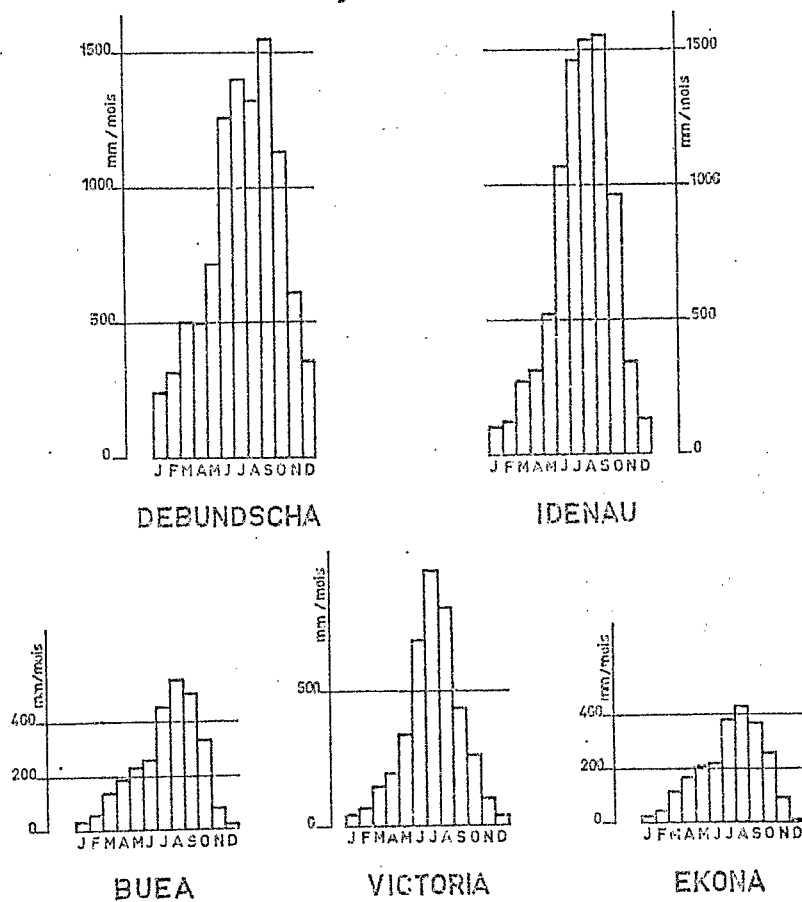 1500
1000
500
0
mm/mois
J F M A M J J A S O N D
DEBUNDSCHA
1500
1000
500
0
mm/mois
J F M A M J J A S O N D
IDENAU
400
200
0
mm/mois
J F M A M J J A S O N D
BUEA
500
0
mm/mois
J F M A M J J A S O N D
VICTORIA
400
200
0
mm/mois
J F M A M J J A S O N D
EKONA